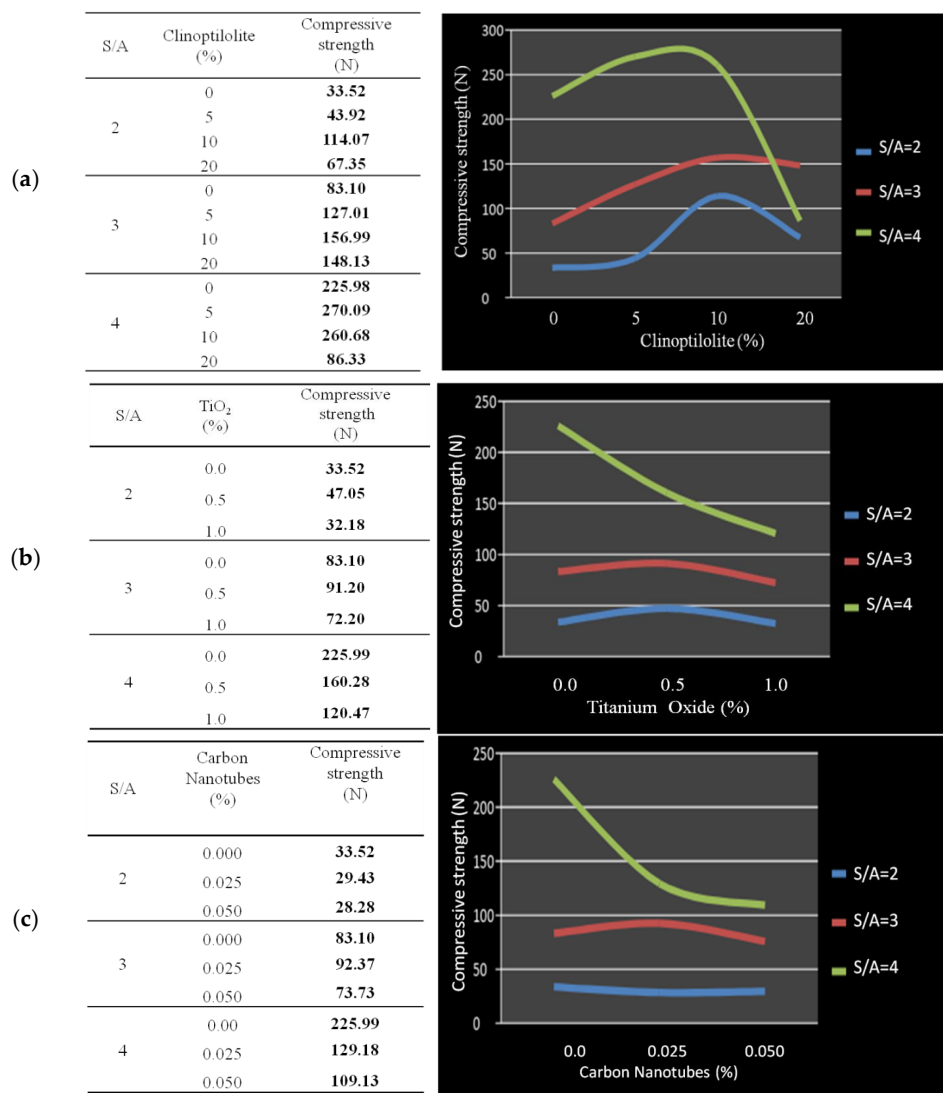 (a)
S/A Clinoptilolite (%) Compressive strength (N)
2
0 33.52
5 43.92
10 114.07
20 67.35
3
0 83.10
5 127.01
10 156.99
20 148.13
4
0 225.98
5 270.09
10 260.68
20 86.33
Compressive strength (N)
300
250
200
150
100
50
0
0 5 10 20
Clinoptilolite (%)
S/A=2
S/A=3
S/A=4
(b)
S/A TiO₂ (%) Compressive strength (N)
2
0.0 33.52
0.5 47.05
1.0 32.18
3
0.0 83.10
0.5 91.20
1.0 72.20
4
0.0 225.99
0.5 160.28
1.0 120.47
Compressive strength (N)
250
200
150
100
50
0
0.0 0.5 1.0
Titanium Oxide (%)
S/A=2
S/A=3
S/A=4
(c)
S/A Carbon Nanotubes (%) Compressive strength (N)
2
0.000 33.52
0.025 29.43
0.050 28.28
3
0.000 83.10
0.025 92.37
0.050 73.73
4
0.00 225.99
0.025 129.18
0.050 109.13
Compressive strength (N)
250
200
150
100
50
0
0.0 0.025 0.050
Carbon Nanotubes (%)
S/A=2
S/A=3
S/A=4